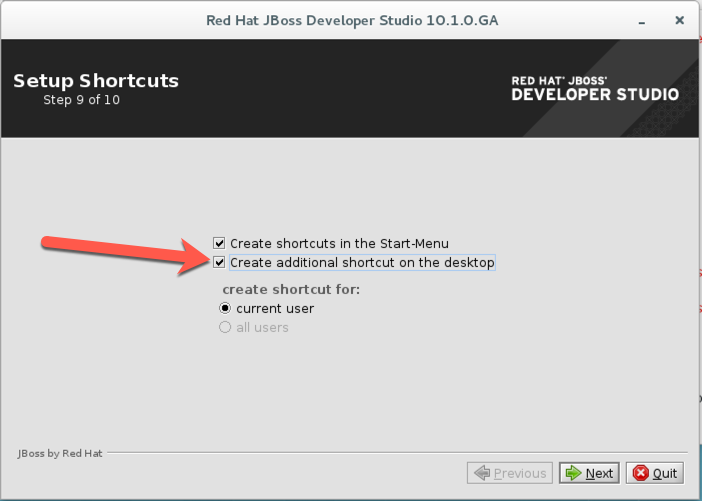 Red Hat JBoss Developer Studio 10.1.0.GA
Setup Shortcuts
Step 9 of 10
RED HAT® JBOSS®
DEVELOPER STUDIO
Create shortcuts in the Start-Menu
Create additional shortcut on the desktop
create shortcut for:
current user
all users
JBoss by Red Hat
Previous
Next
Quit